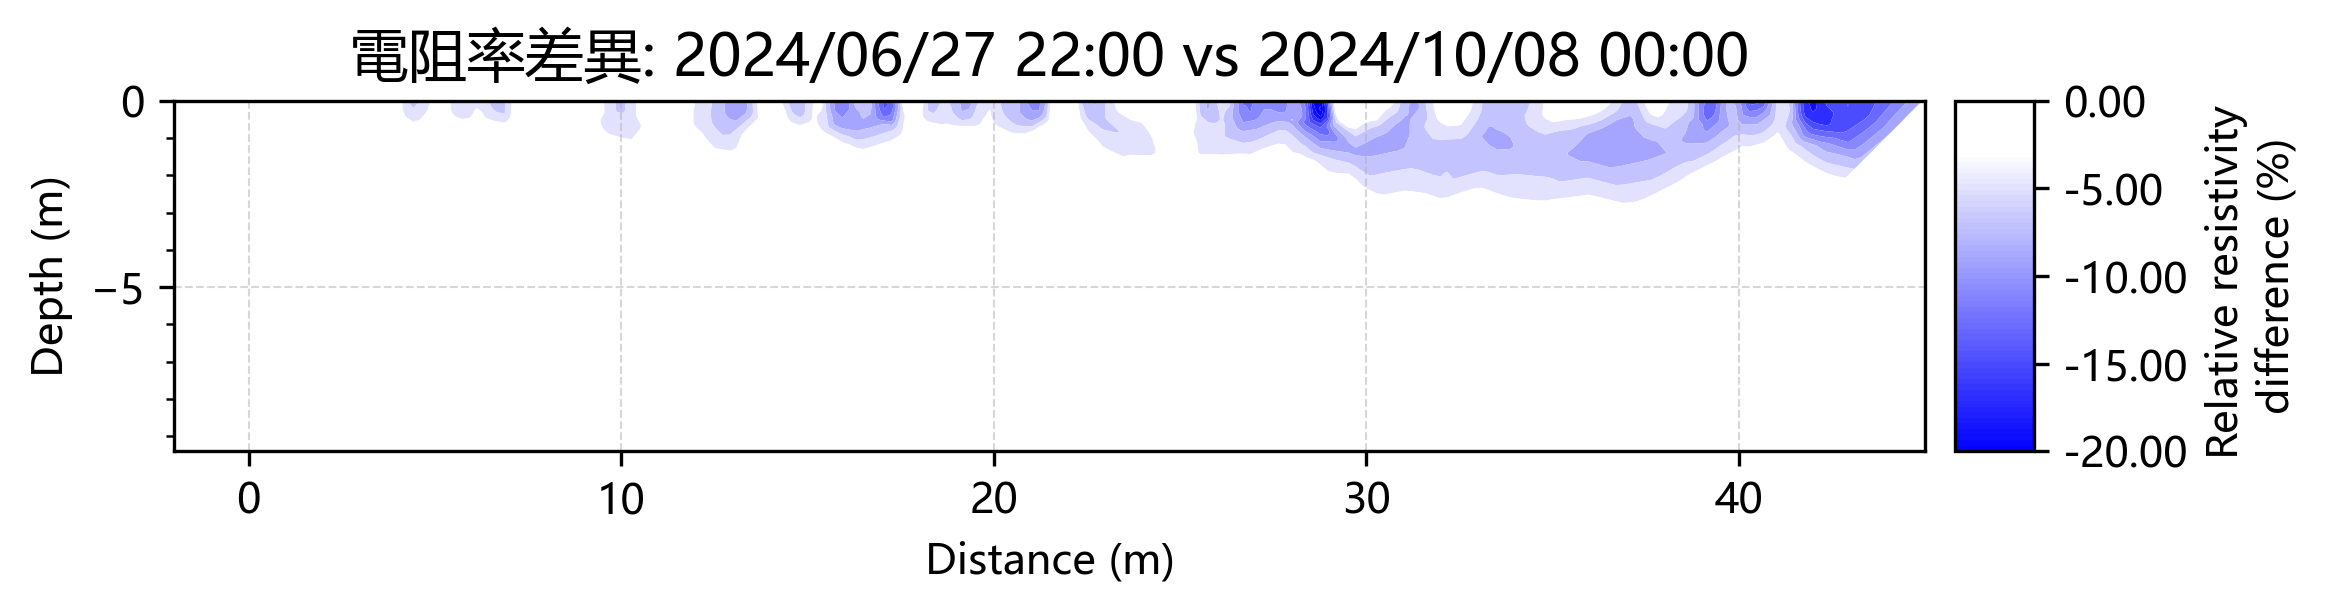 電阻率差異: 2024/06/27 22:00 vs 2024/10/08 00:00
0
−5
Depth (m)
0
10
20
30
40
Distance (m)
0.00
-5.00
-10.00
-15.00
-20.00
Relative resistivity
difference (%)